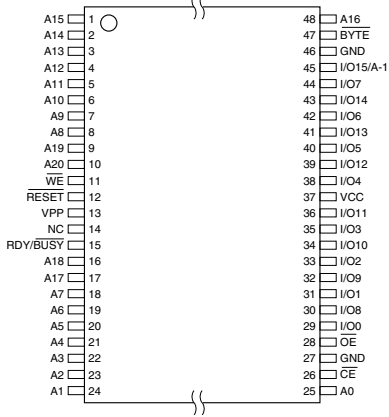 A15 1 48 A16
A14 2 47 BYTE
A13 3 46 GND
A12 4 45 I/O15/A-1
A11 5 44 I/O7
A10 6 43 I/O14
A9 7 42 I/O6
A8 8 41 I/O13
A19 9 40 I/O5
A20 10 39 I/O12
WE 11 38 I/O4
RESET 12 37 VCC
VPP 13 36 I/O11
NC 14 35 I/O3
RDY/BUSY 15 34 I/O10
A18 16 33 I/O2
A17 17 32 I/O9
A7 18 31 I/O1
A6 19 30 I/O8
A5 20 29 I/O0
A4 21 28 OE
A3 22 27 GND
A2 23 26 CE
A1 24 25 A0